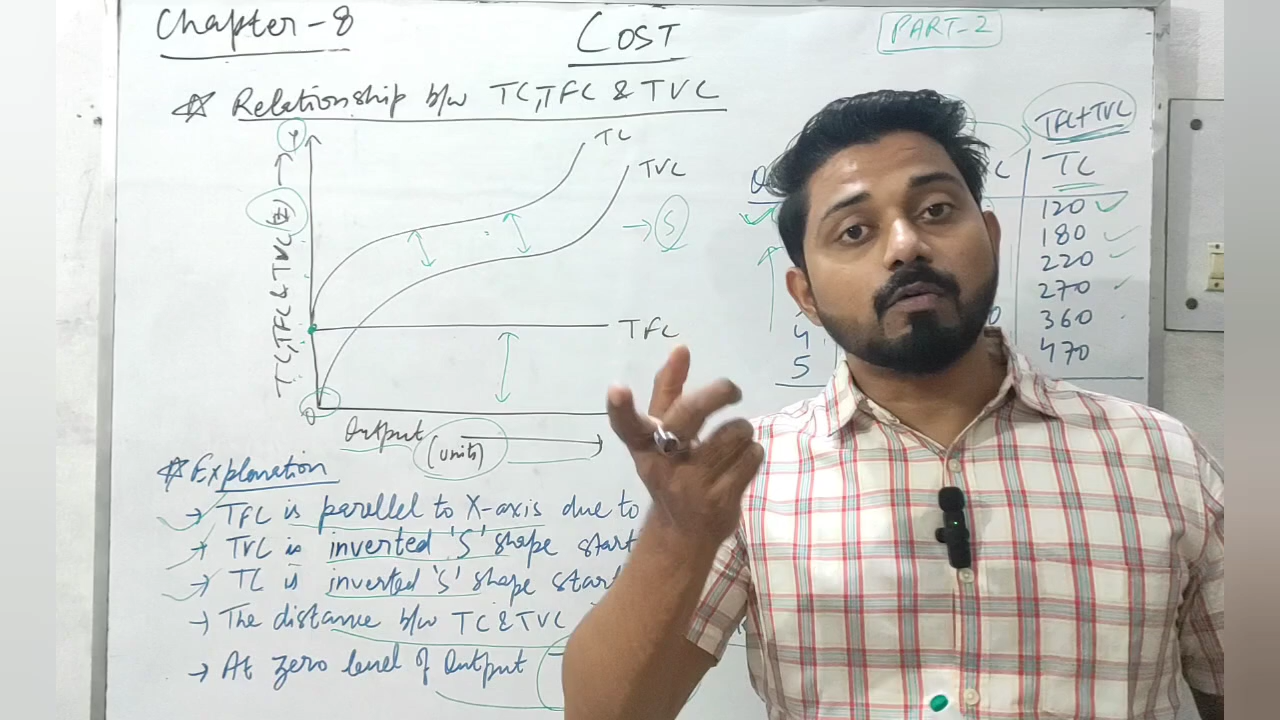 Chapter-8
COST
PART-2
☆ Relationship b/w TC, TFC & TVC
Y
TC
TVC
→ S
TFC
TC, TFC & TVC (₹) →
O
Output (units)
TFC+TVC
Q
C
TC
120
180
220
270
4 0 360
5 470
☆ Explanation
→ TFC is parellel to X-axis due to
→ TVC is inverted 'S' shape start
→ TC is inverted 'S' shape start
→ The distance b/w TC & TVC
→ At zero level of Output